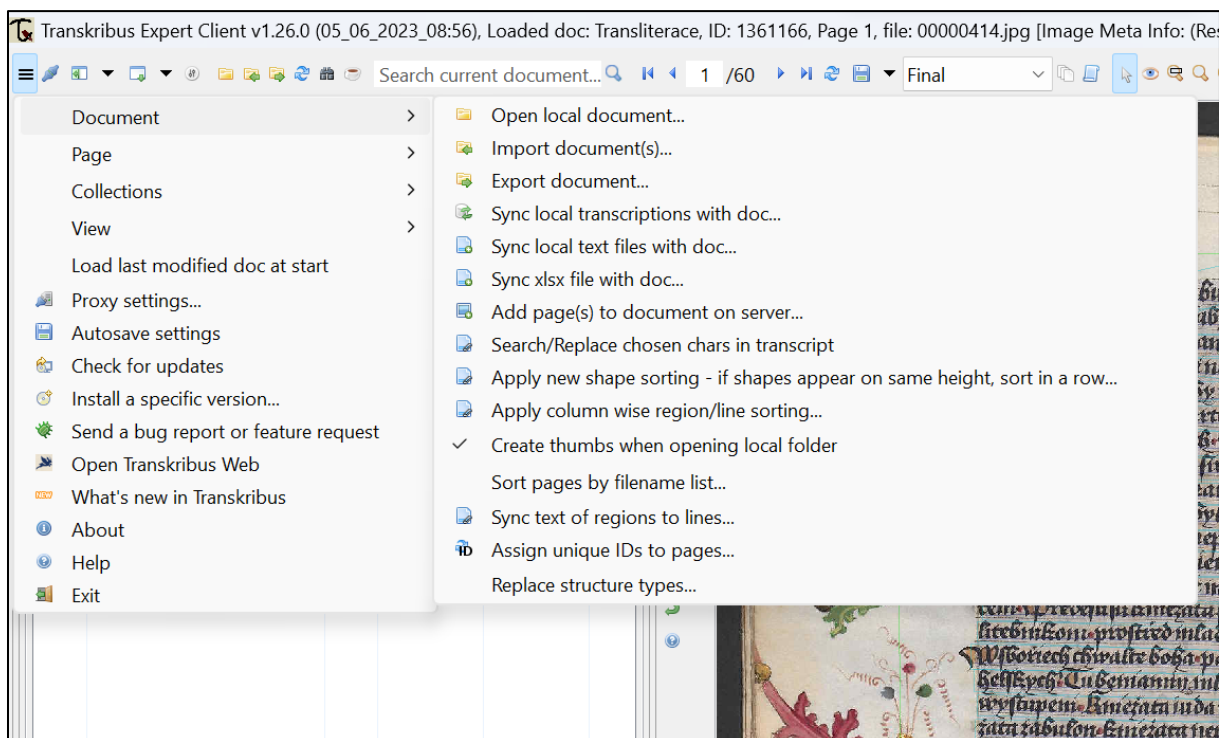 Transkribus Expert Client v1.26.0 (05_06_2023_08:56), Loaded doc: Transliterace, ID: 1361166, Page 1, file: 00000414.jpg [Image Meta Info: (Res
Search current document... 1 /60 Final
Document
Page
Collections
View
Load last modified doc at start
Proxy settings...
Autosave settings
Check for updates
Install a specific version...
Send a bug report or feature request
NEW What's new in Transkribus
Open Transkribus Web
About
Help
Exit
Open local document...
Import document(s)...
Export document...
Sync local transcriptions with doc...
Sync local text files with doc...
Sync xlsx file with doc...
Add page(s) to document on server...
Search/Replace chosen chars in transcript
Apply new shape sorting - if shapes appear on same height, sort in a row...
Apply column wise region/line sorting...
Create thumbs when opening local folder
Sort pages by filename list...
Sync text of regions to lines...
ID Assign unique IDs to pages...
Replace structure types...